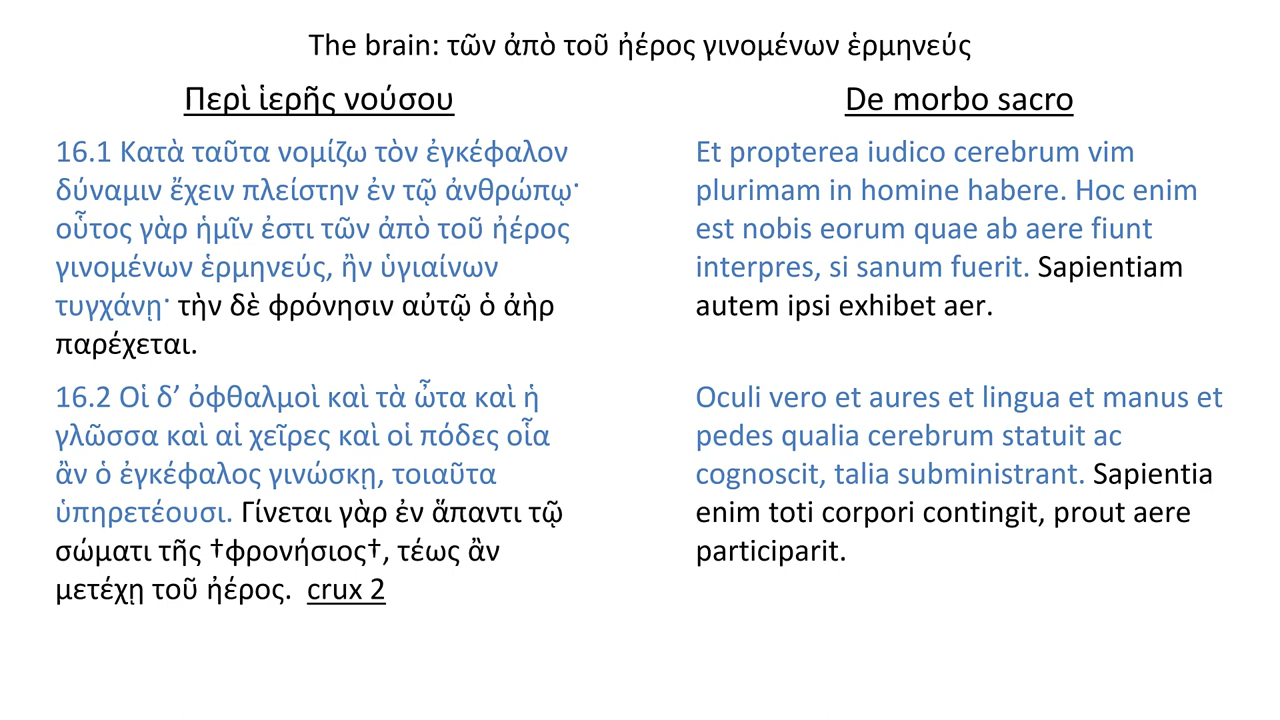 The brain: τῶν ἀπὸ τοῦ ἠέρος γινομένων ἑρμηνεύς
Περὶ ἱερῆς νούσου
16.1 Κατὰ ταῦτα νομίζω τὸν ἐγκέφαλον
δύναμιν ἔχειν πλείστην ἐν τῷ ἀνθρώπῳ·
οὗτος γὰρ ἡμῖν ἐστι τῶν ἀπὸ τοῦ ἠέρος
γινομένων ἑρμηνεύς, ἢν ὑγιαίνων
τυγχάνῃ· τὴν δὲ φρόνησιν αὐτῷ ὁ ἀὴρ
παρέχεται.
16.2 Οἱ δ’ ὀφθαλμοὶ καὶ τὰ ὦτα καὶ ἡ
γλῶσσα καὶ αἱ χεῖρες καὶ οἱ πόδες οἷα
ἂν ὁ ἐγκέφαλος γινώσκῃ, τοιαῦτα
ὑπηρετέουσι. Γίνεται γὰρ ἐν ἅπαντι τῷ
σώματι τῆς †φρονήσιος†, τέως ἂν
μετέχῃ τοῦ ἠέρος. crux 2
De morbo sacro
Et propterea iudico cerebrum vim
plurimam in homine habere. Hoc enim
est nobis eorum quae ab aere fiunt
interpres, si sanum fuerit. Sapientiam
autem ipsi exhibet aer.
Oculi vero et aures et lingua et manus et
pedes qualia cerebrum statuit ac
cognoscit, talia subministrant. Sapientia
enim toti corpori contingit, prout aere
participarit.